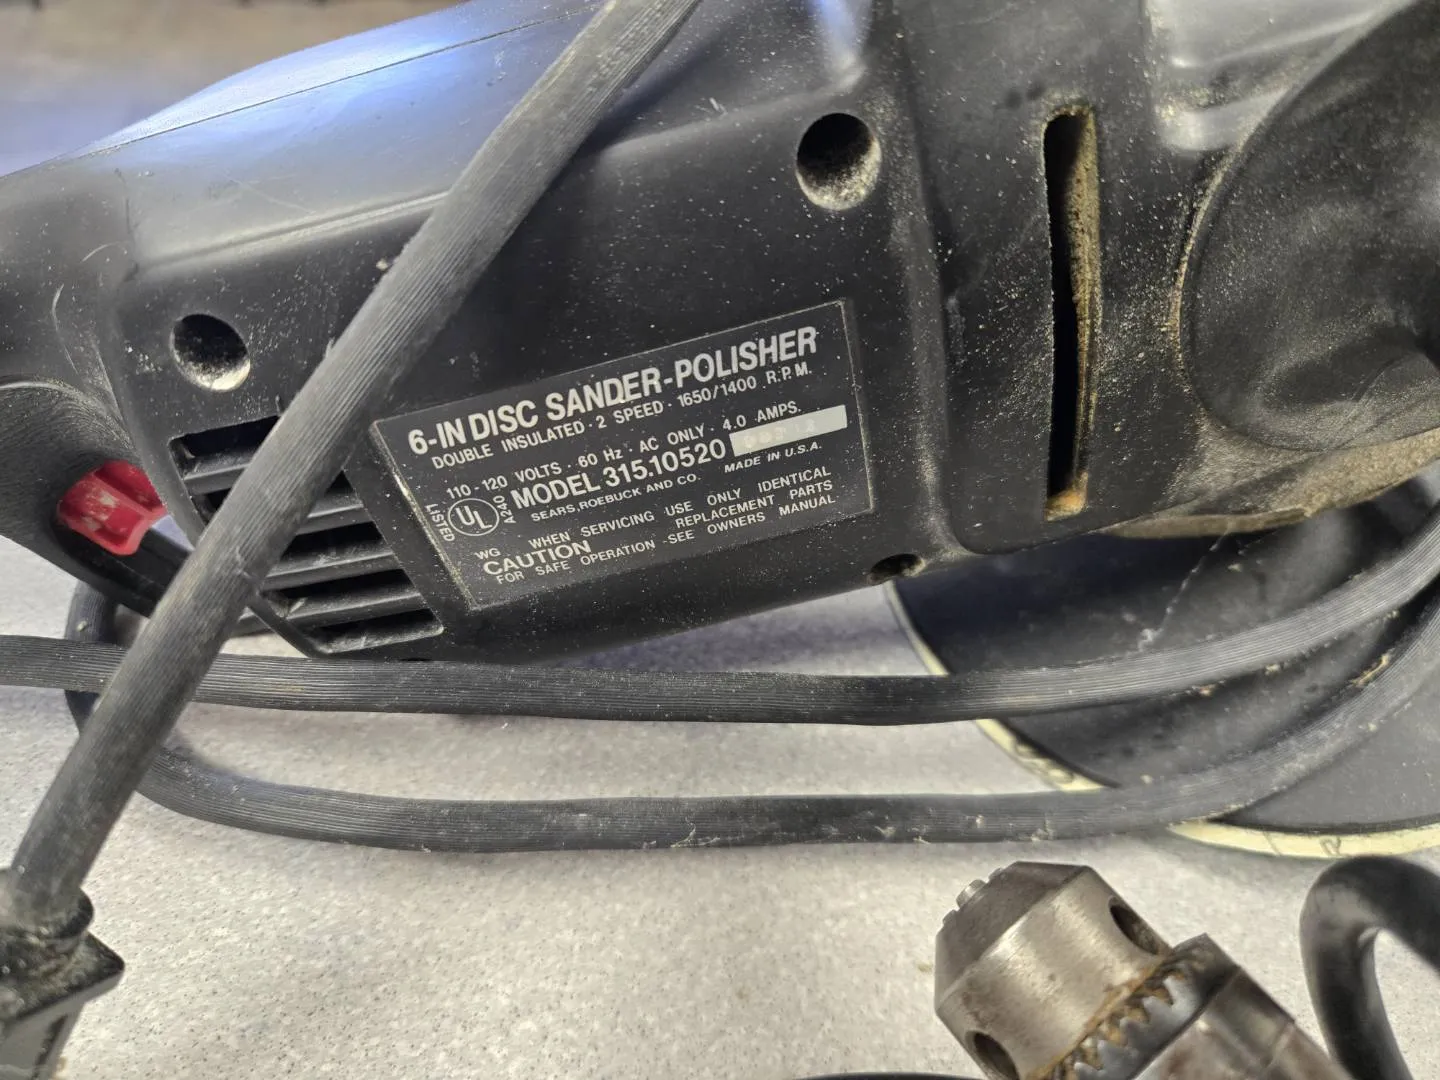 6-IN DISC SANDER-POLISHER
DOUBLE INSULATED · 2 SPEED · 1650/1400 R.P.M.
110 - 120 VOLTS · 60 Hz · AC ONLY · 4.0 AMPS.
MODEL 315.10520
SEARS, ROEBUCK AND CO. MADE IN U.S.A.
LISTED UL A240
WG WHEN SERVICING USE ONLY IDENTICAL
REPLACEMENT PARTS
CAUTION
FOR SAFE OPERATION -SEE OWNERS MANUAL